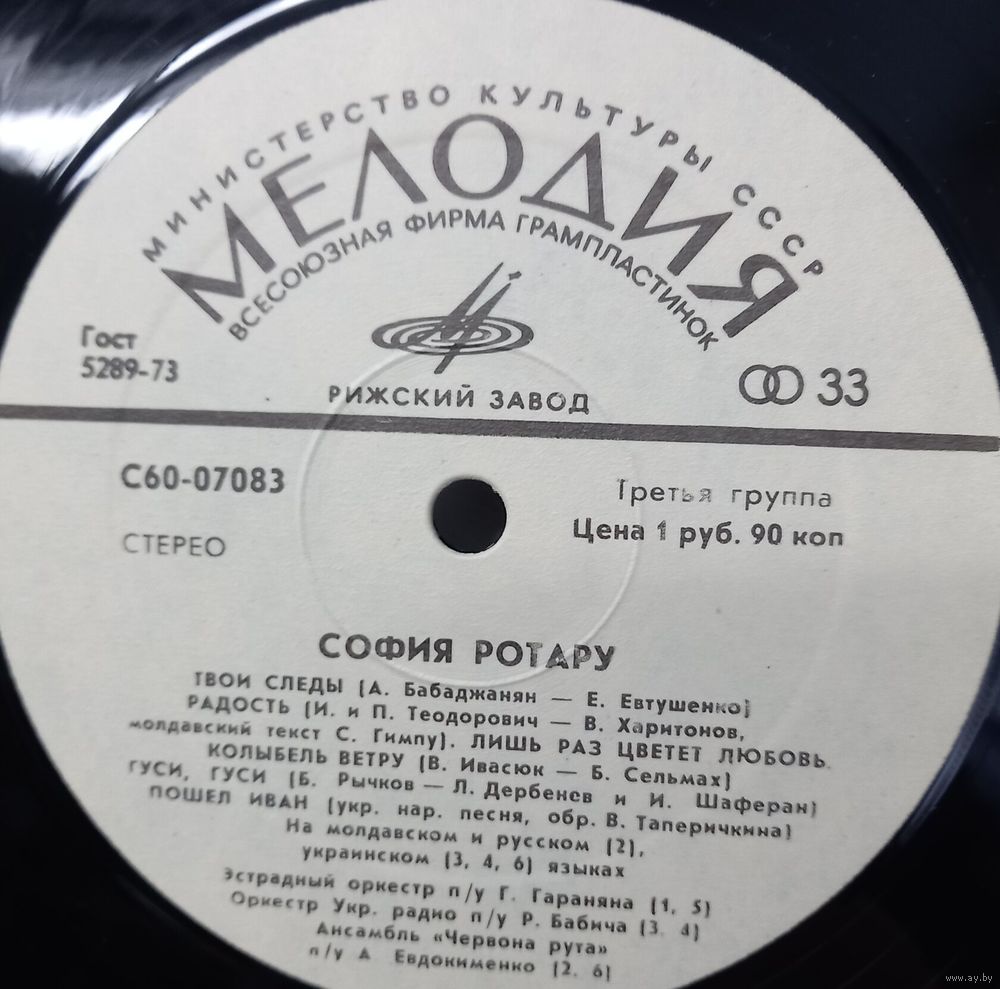 МИНИСТЕРСТВО КУЛЬТУРЫ СССР
МЕЛОДИЯ
ВСЕСОЮЗНАЯ ФИРМА ГРАМПЛАСТИНОК
Гост
5289-73
РИЖСКИЙ ЗАВОД
33
С60-07083
Третья группа
СТЕРЕО
Цена 1 руб. 90 коп
СОФИЯ РОТАРУ
ТВОИ СЛЕДЫ (А. Бабаджанян — Е. Евтушенко)
РАДОСТЬ (И. и П. Теодорович — В. Харитонов,
молдавский текст С. Гимпу). ЛИШЬ РАЗ ЦВЕТЕТ ЛЮБОВЬ.
КОЛЫБЕЛЬ ВЕТРУ (В. Ивасюк — Б. Сельмах)
ГУСИ, ГУСИ (Б. Рычков — Л. Дербенев и И. Шаферан)
ПОШЕЛ ИВАН (укр. нар. песня, обр. В. Таперичкина)
На молдавском и русском (2),
украинском (3, 4, 6) языках
Эстрадный оркестр п/у Г. Гараняна (1, 5)
Оркестр Укр. радио п/у Р. Бабича (3. 4)
Ансамбль «Червона рута»
п/у А Евдокименко (2. 6)
www.ay.by